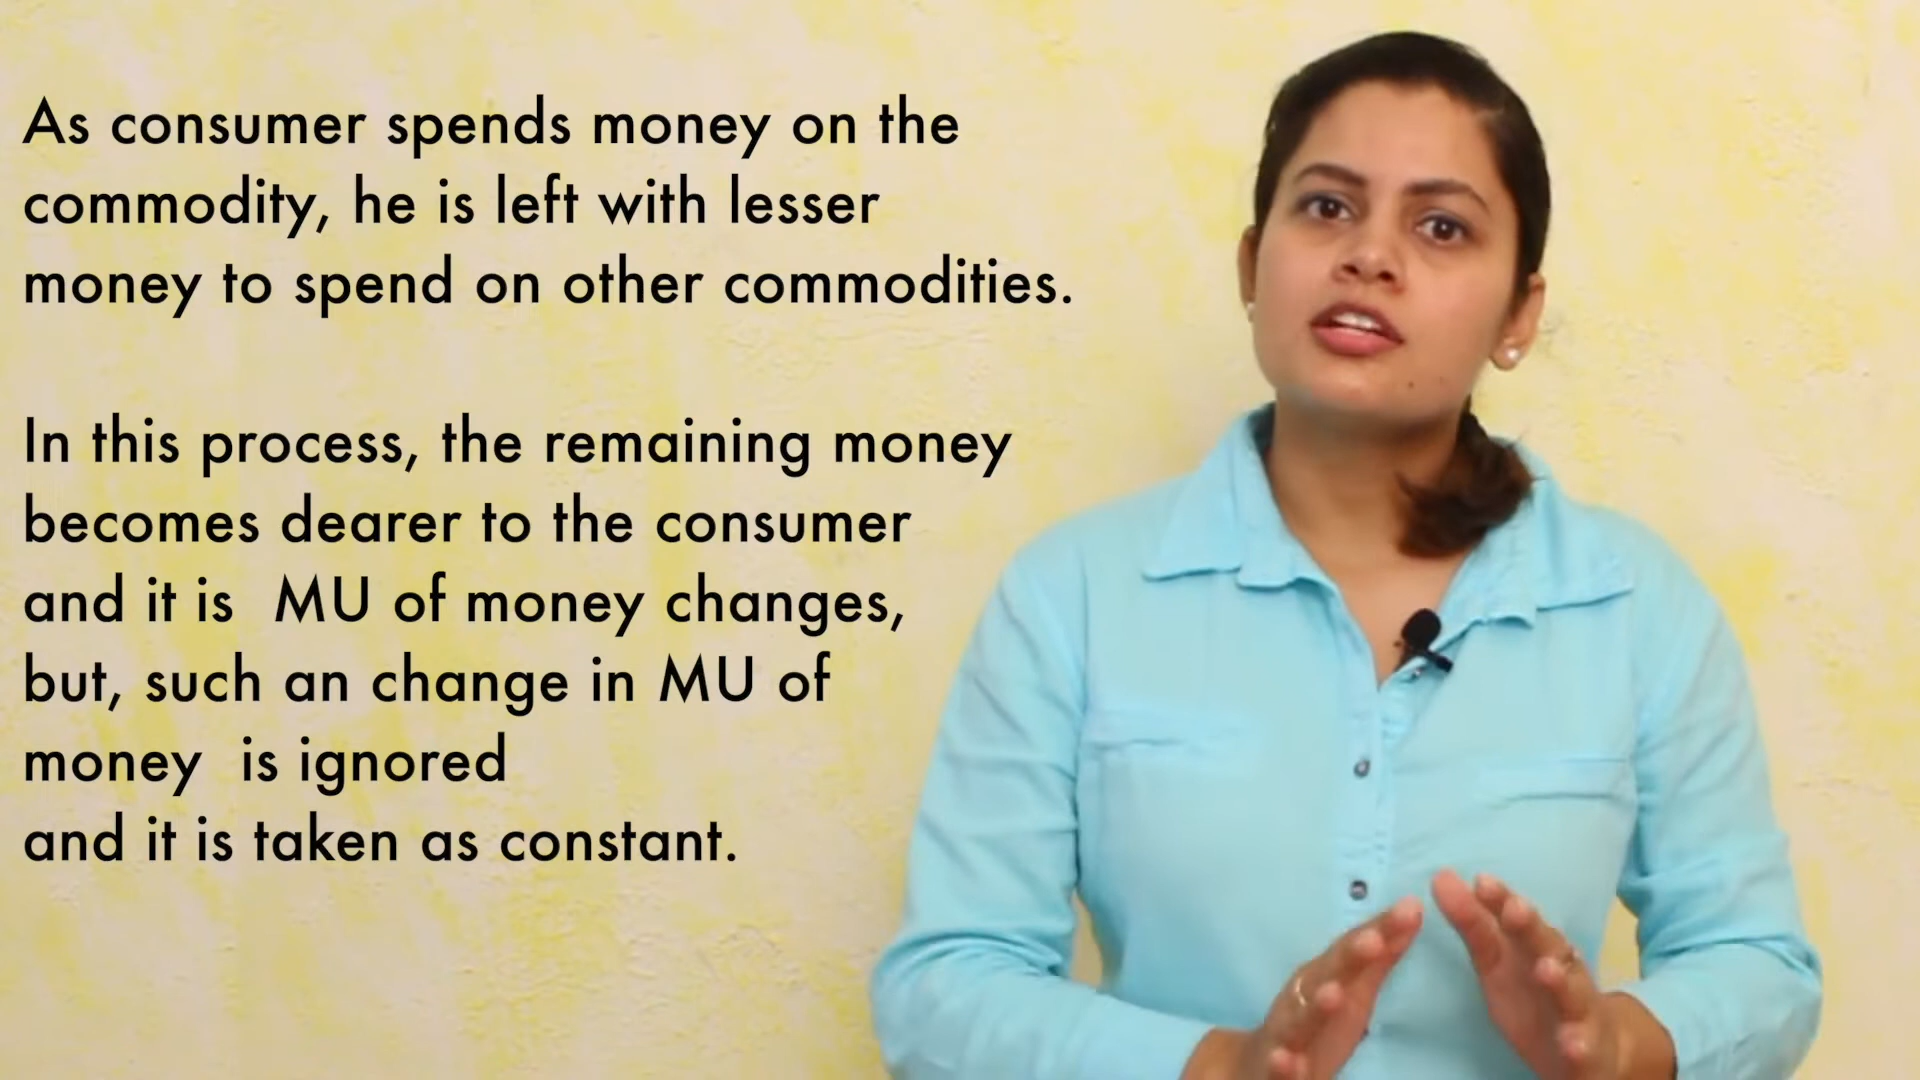 As consumer spends money on the
commodity, he is left with lesser
money to spend on other commodities.
In this process, the remaining money
becomes dearer to the consumer
and it is MU of money changes,
but, such an change in MU of
money is ignored
and it is taken as constant.